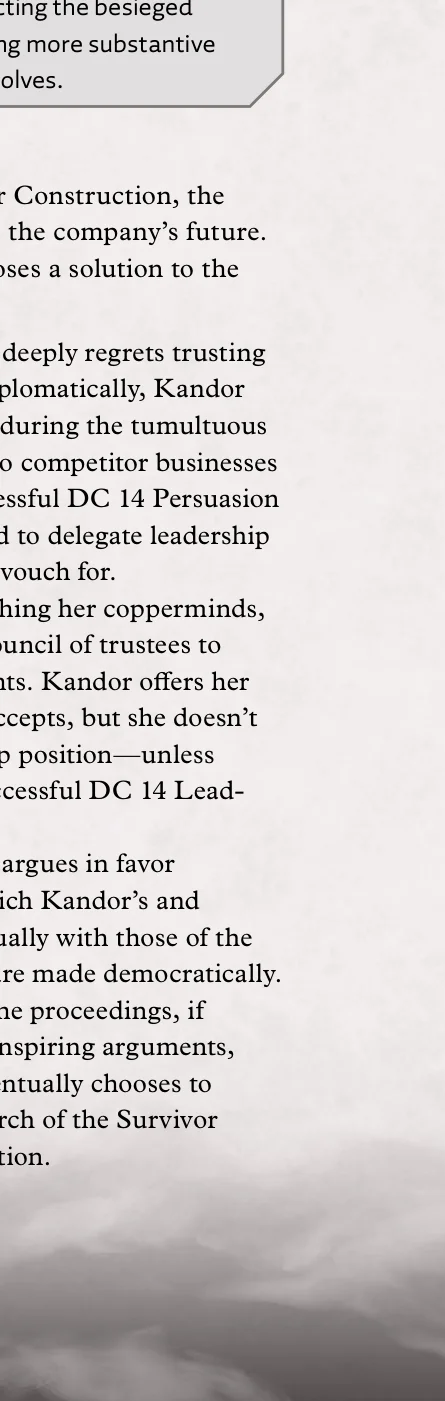 cting the besieged
ng more substantive
olves.
r Construction, the
the company's future.
oses a solution to the
deeply regrets trusting
plomatically, Kandor
during the tumultuous
o competitor businesses
essful DC 14 Persuasion
d to delegate leadership
vouch for.
hing her copperminds,
ouncil of trustees to
nts. Kandor offers her
ccepts, but she doesn't
p position—unless
ccessful DC 14 Lead-
argues in favor
ich Kandor's and
ually with those of the
are made democratically.
he proceedings, if
nspiring arguments,
entually chooses to
rch of the Survivor
tion.